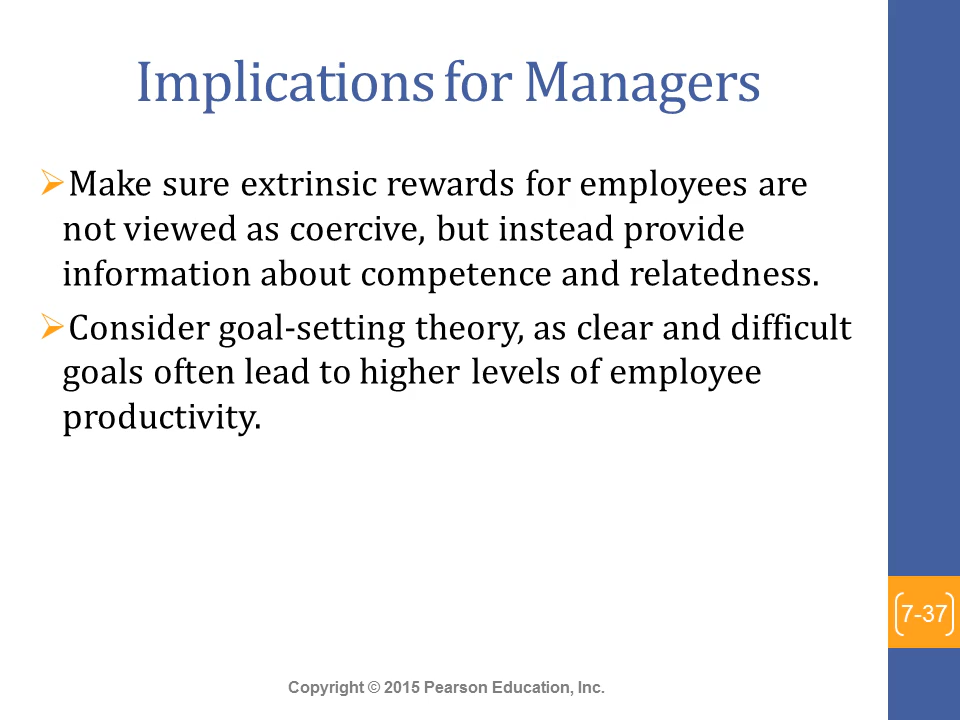 Implications for Managers
➢Make sure extrinsic rewards for employees are
not viewed as coercive, but instead provide
information about competence and relatedness.
➢Consider goal-setting theory, as clear and difficult
goals often lead to higher levels of employee
productivity.
7-37
Copyright © 2015 Pearson Education, Inc.